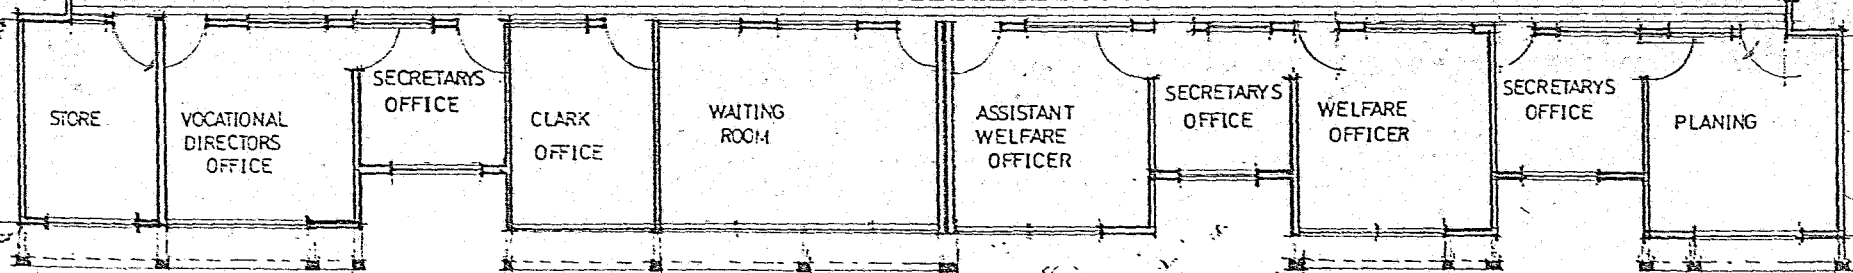 STORE
VOCATIONAL
DIRECTORS
OFFICE
SECRETARYS
OFFICE
CLARK
OFFICE
WAITING
ROOM
ASSISTANT
WELFARE
OFFICER
SECRETARYS
OFFICE
WELFARE
OFFICER
SECRETARYS
OFFICE
PLANING